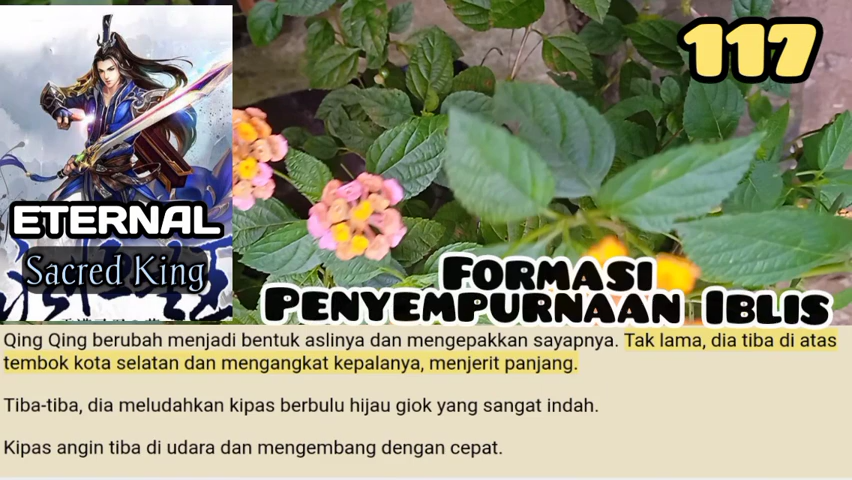 117
ETERNAL
Sacred King
FORMASI
PENYEMPURNAAN IBLIS
Qing Qing berubah menjadi bentuk aslinya dan mengepakkan sayapnya. Tak lama, dia tiba di atas
tembok kota selatan dan mengangkat kepalanya, menjerit panjang.
Tiba-tiba, dia meludahkan kipas berbulu hijau giok yang sangat indah.
Kipas angin tiba di udara dan mengembang dengan cepat.